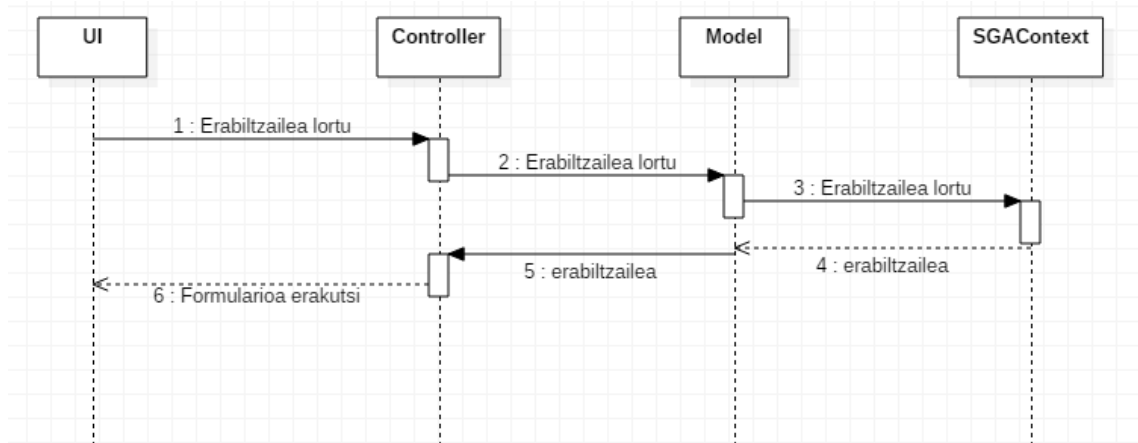 UI
Controller
Model
SGAContext
1 : Erabiltzailea lortu
2 : Erabiltzailea lortu
3 : Erabiltzailea lortu
4 : erabiltzailea
5 : erabiltzailea
6 : Formularioa erakutsi